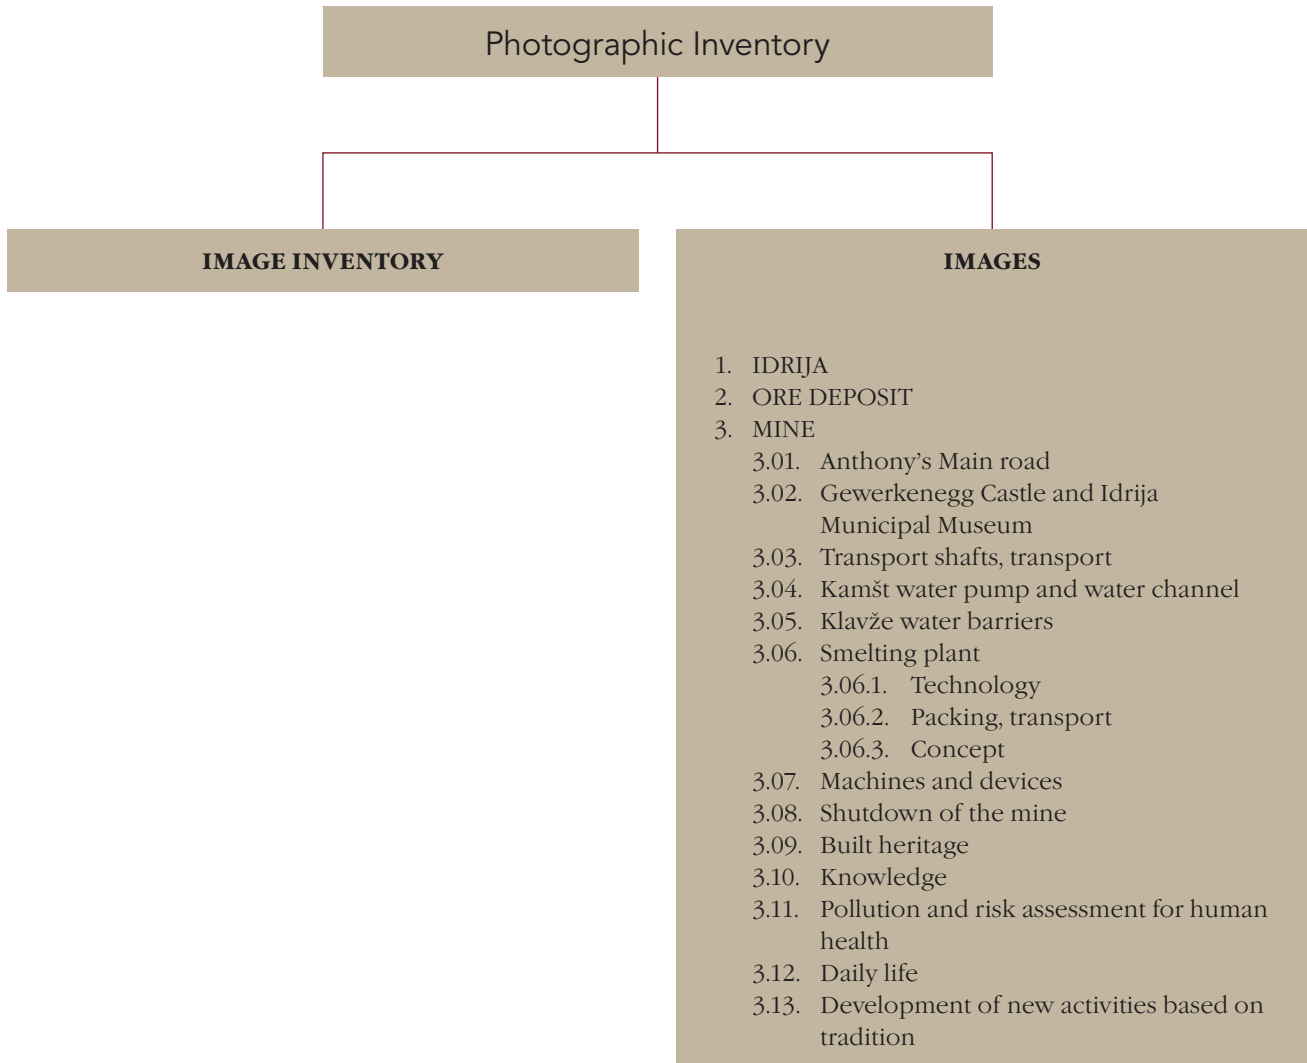 Photographic Inventory
IMAGE INVENTORY
IMAGES
1. IDRIJA
2. ORE DEPOSIT
3. MINE
3.01. Anthony’s Main road
3.02. Gewerkenegg Castle and Idrija
Municipal Museum
3.03. Transport shafts, transport
3.04. Kamšt water pump and water channel
3.05. Klavže water barriers
3.06. Smelting plant
3.06.1. Technology
3.06.2. Packing, transport
3.06.3. Concept
3.07. Machines and devices
3.08. Shutdown of the mine
3.09. Built heritage
3.10. Knowledge
3.11. Pollution and risk assessment for human
health
3.12. Daily life
3.13. Development of new activities based on
tradition